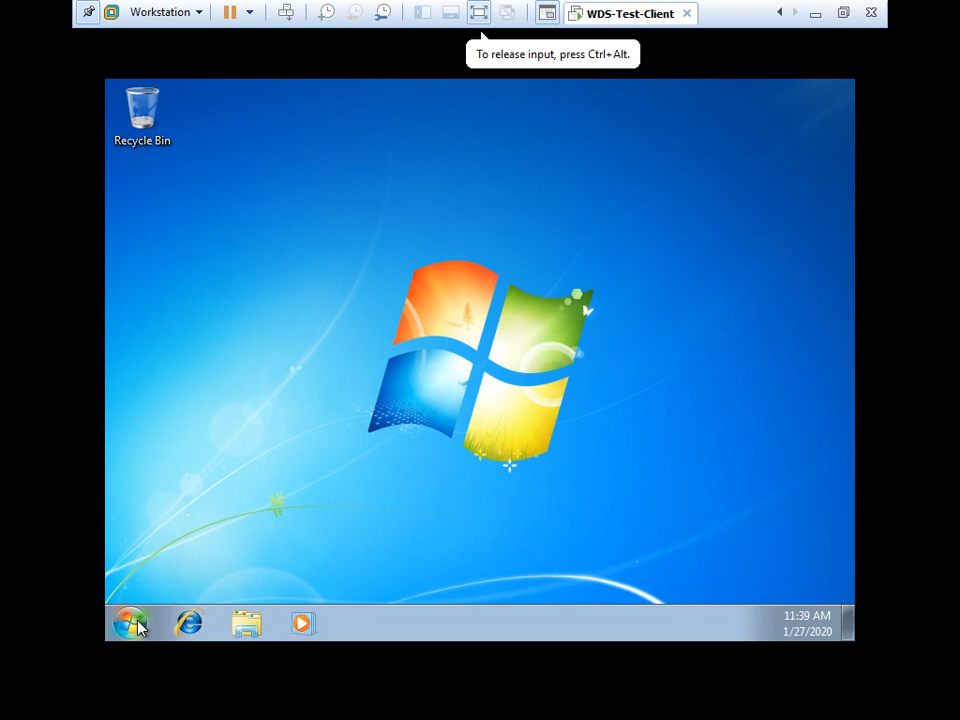 Workstation
WDS-Test-Client
To release input, press Ctrl+Alt.
Recycle Bin
11:39 AM
1/27/2020